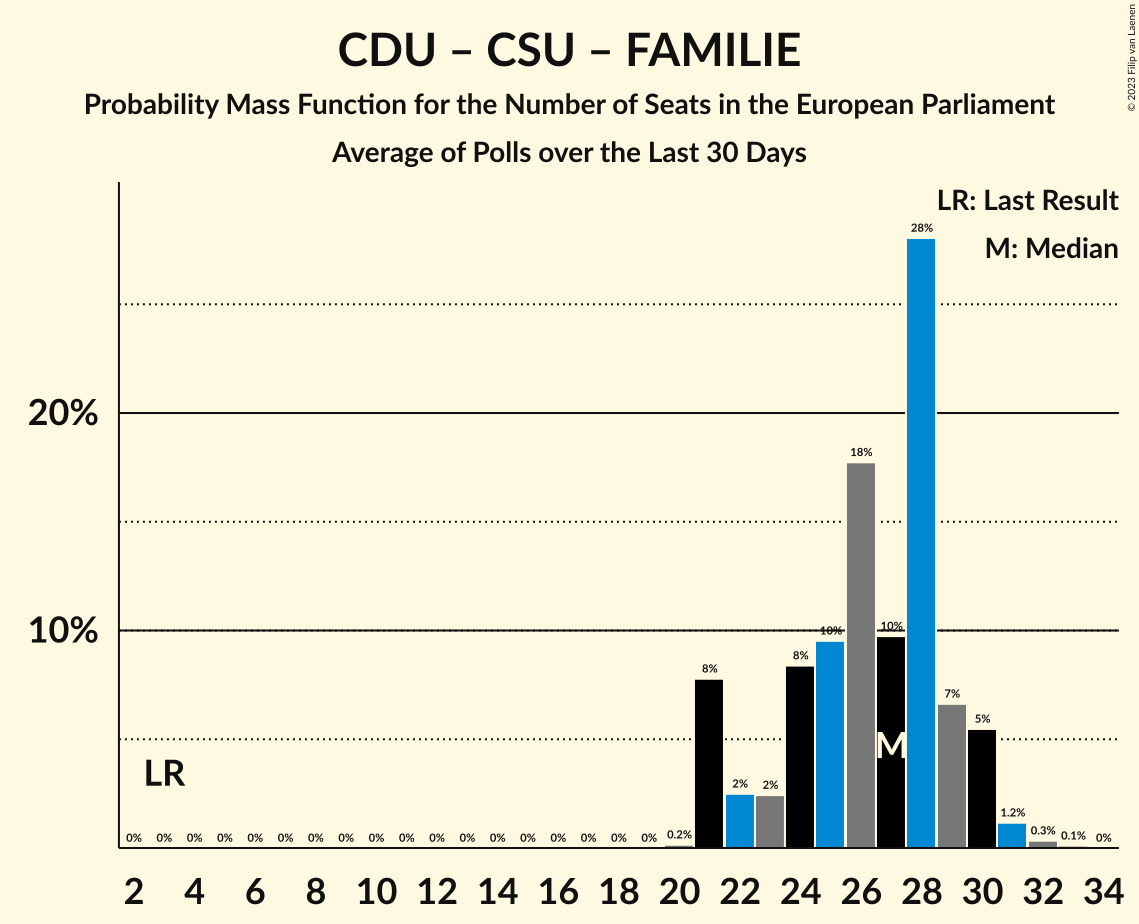 CDU – CSU – FAMILIE
Probability Mass Function for the Number of Seats in the European Parliament
Average of Polls over the Last 30 Days
© 2023 Filip van Laenen
LR: Last Result
M: Median
28%
20%
18%
10%
10% 10%
8% 8%
7%
5%
M
LR
2% 2%
1.2%
0% 0% 0% 0% 0% 0% 0% 0% 0% 0% 0% 0% 0% 0% 0% 0% 0% 0% 0.2% 0.3% 0.1% 0%
2 4 6 8 10 12 14 16 18 20 22 24 26 28 30 32 34